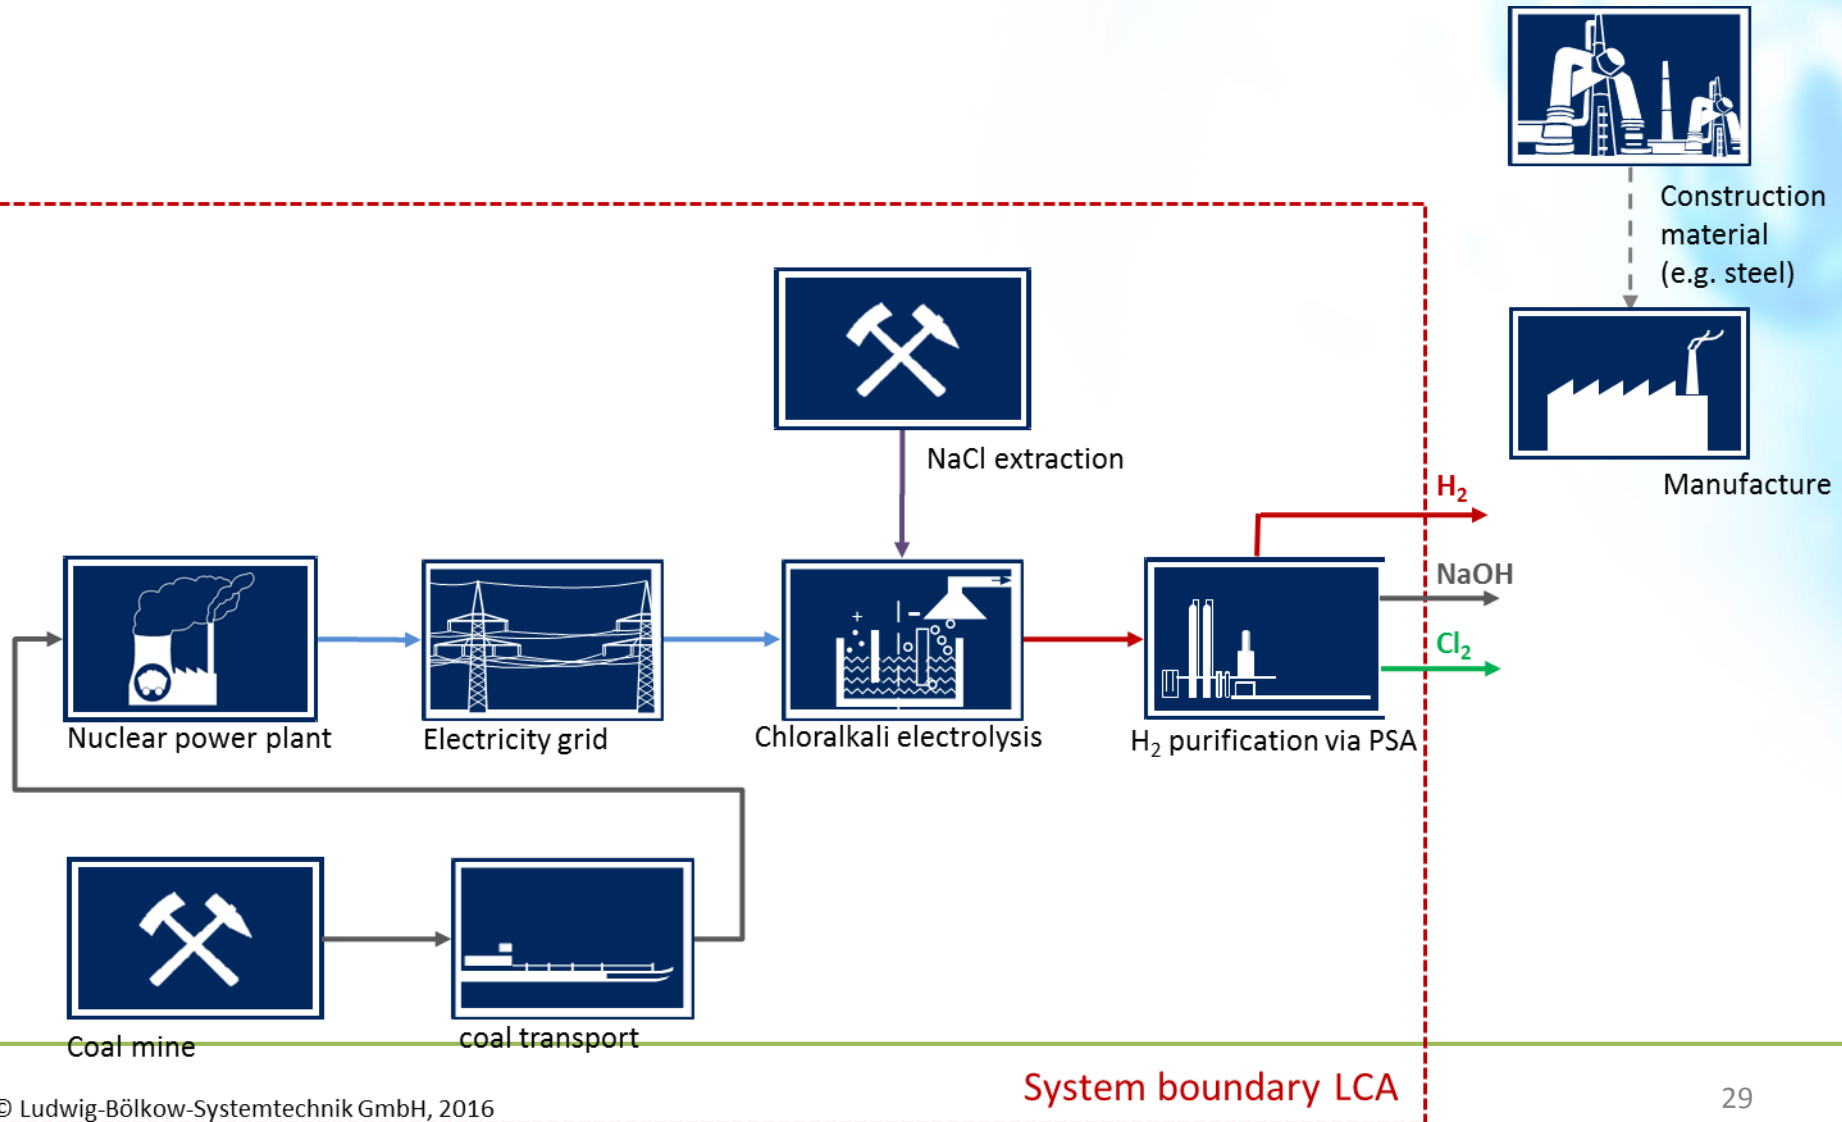 Construction
material
(e.g. steel)
NaCl extraction
Manufacture
H₂
NaOH
Cl₂
Nuclear power plant
Electricity grid
Chloralkali electrolysis
H₂ purification via PSA
+
–
Coal mine
coal transport
System boundary LCA
© Ludwig-Bölkow-Systemtechnik GmbH, 2016
29